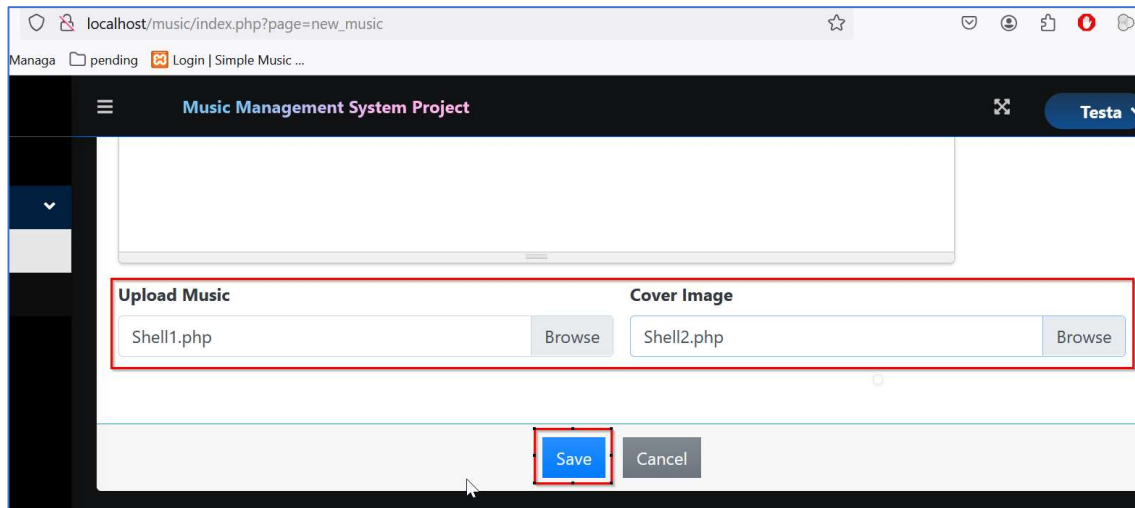 localhost/music/index.php?page=new_music
Managa pending Login | Simple Music ...
Music Management System Project Testa
Upload Music Cover Image
Shell1.php Browse Shell2.php Browse
Save Cancel